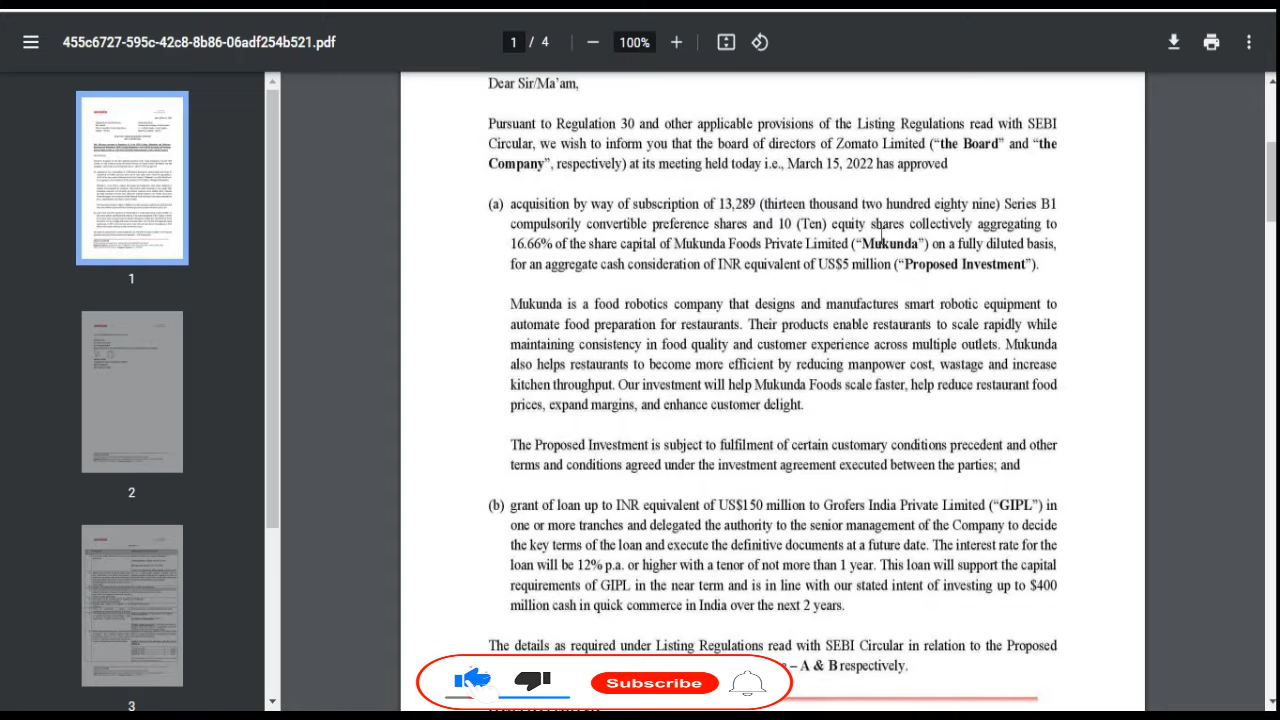 455c6727-595c-42c8-8b86-06adf254b521.pdf
1 / 4
100%
Dear Sir/Ma'am,
Pursuant to Regulation 30 and other applicable provisions of the Listing Regulations read with SEBI
Circular, we wish to inform you that the board of directors of Zomato Limited ("the Board" and "the
Company", respectively) at its meeting held today i.e., March 15, 2022 has approved
(a) acquisition by way of subscription of 13,289 (thirteen thousand two hundred eighty nine) Series B1
compulsorily convertible preference shares and 10 (Ten) equity shares collectively aggregating to
16.66% of the share capital of Mukunda Foods Private Limited ("Mukunda") on a fully diluted basis,
for an aggregate cash consideration of INR equivalent of US$5 million ("Proposed Investment").
Mukunda is a food robotics company that designs and manufactures smart robotic equipment to
automate food preparation for restaurants. Their products enable restaurants to scale rapidly while
maintaining consistency in food quality and customer experience across multiple outlets. Mukunda
also helps restaurants to become more efficient by reducing manpower cost, wastage and increase
kitchen throughput. Our investment will help Mukunda Foods scale faster, help reduce restaurant food
prices, expand margins, and enhance customer delight.
The Proposed Investment is subject to fulfilment of certain customary conditions precedent and other
terms and conditions agreed under the investment agreement executed between the parties; and
(b) grant of loan up to INR equivalent of US$150 million to Grofers India Private Limited ("GIPL") in
one or more tranches and delegated the authority to the senior management of the Company to decide
the key terms of the loan and execute the definitive documents at a future date. The interest rate for the
loan will be 12% p.a. or higher with a tenor of not more than 1 year. This loan will support the capital
requirements of GIPL in the near term and is in line with our stated intent of investing up to $400
million cash in quick commerce in India over the next 2 years.
The details as required under Listing Regulations read with SEBI Circular in relation to the Proposed
– A & B respectively.
Subscribe
1
2
3